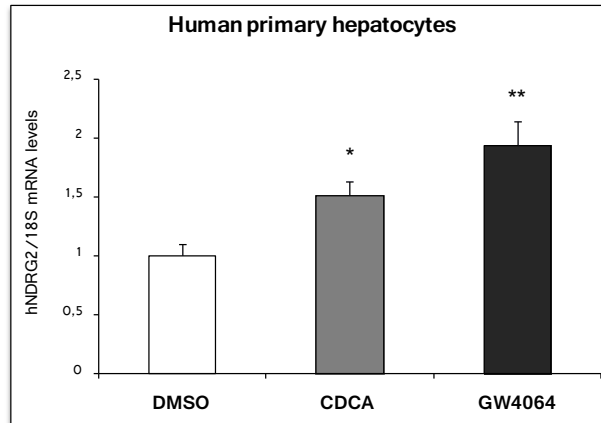 Human primary hepatocytes
hNDRG2/18S mRNA levels
2,5
2
1,5
1
0,5
0
*
**
DMSO CDCA GW4064